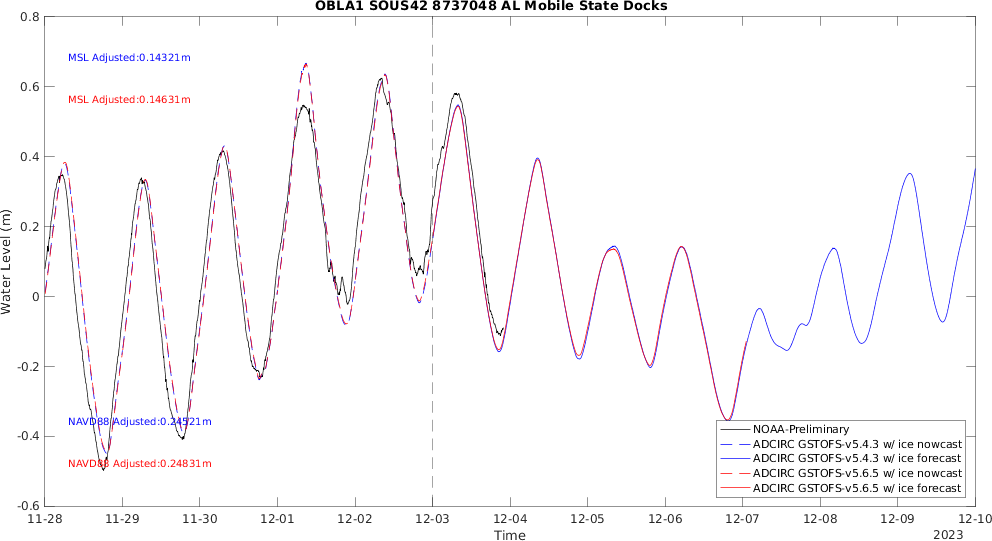 OBLA1 SOUS42 8737048 AL Mobile State Docks
0.8
0.6
0.4
0.2
0
-0.2
-0.4
-0.6
Water Level (m)
MSL Adjusted:0.14321m
MSL Adjusted:0.14631m
NAVD88 Adjusted:0.24521m
NAVD88 Adjusted:0.24831m
NOAA-Preliminary
ADCIRC GSTOFS-v5.4.3 w/ ice nowcast
ADCIRC GSTOFS-v5.4.3 w/ ice forecast
ADCIRC GSTOFS-v5.6.5 w/ ice nowcast
ADCIRC GSTOFS-v5.6.5 w/ ice forecast
11-28 11-29 11-30 12-01 12-02 12-03 12-04 12-05 12-06 12-07 12-08 12-09 12-10
Time
2023